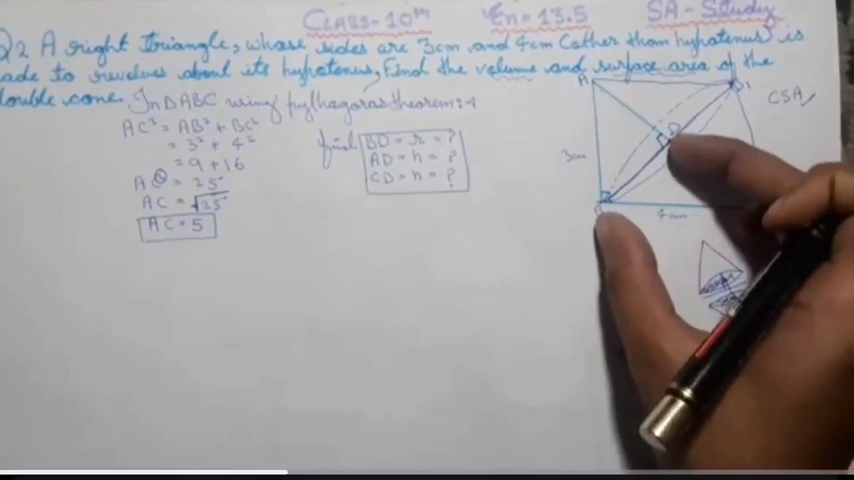 CLASS-10th Ex = 13.5 SA-Study
Q2 A right triangle, whose sides are 3cm and 4cm (other than hypotenus) is
ade to revolves about its hypotenus, Find the volume and surface area of the
double cone. In ΔABC using pythagoras theorem:-
AC² = AB² + BC²
= 3² + 4²
= 9 + 16
AC² = 25
AC = √25
AC = 5
find
BD = r = ?
AD = h = ?
CD = h = ?
CSA ✓
A
D
3cm
B
4cm